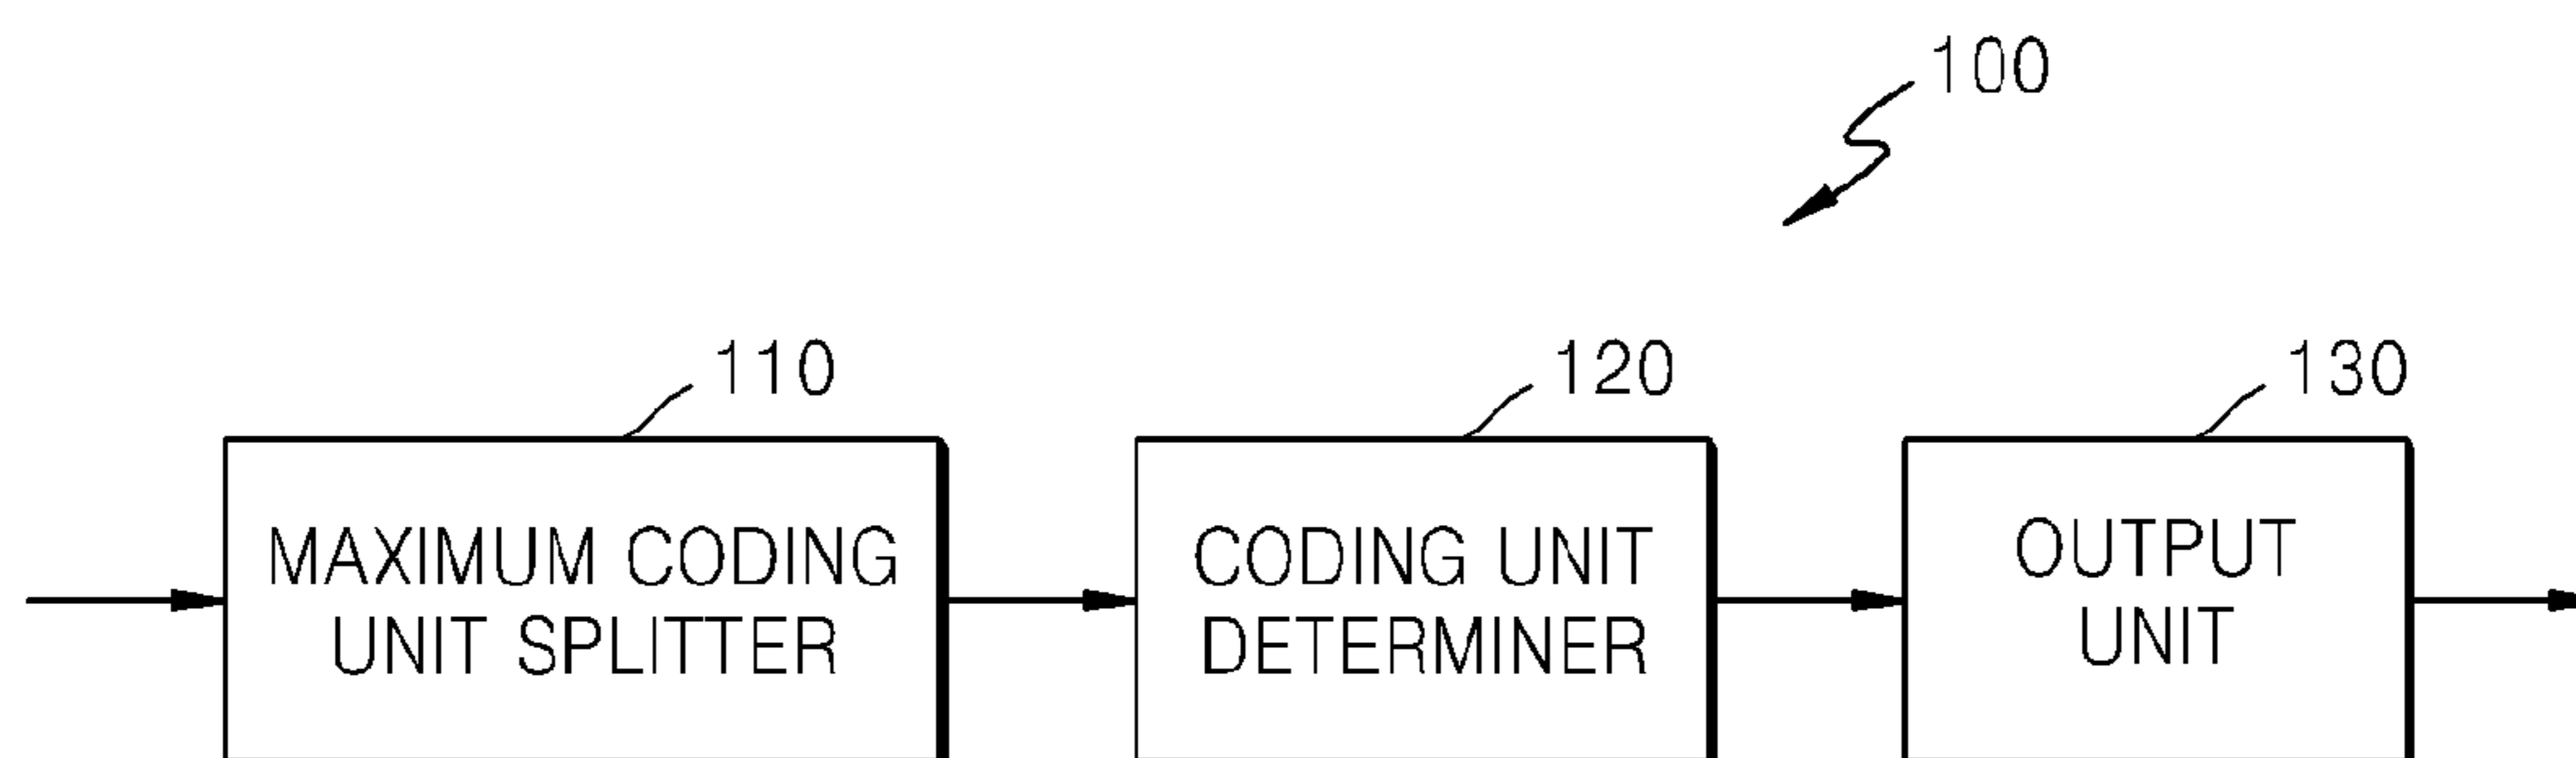 100
110
120
130
MAXIMUM CODING
UNIT SPLITTER
CODING UNIT
DETERMINER
OUTPUT
UNIT